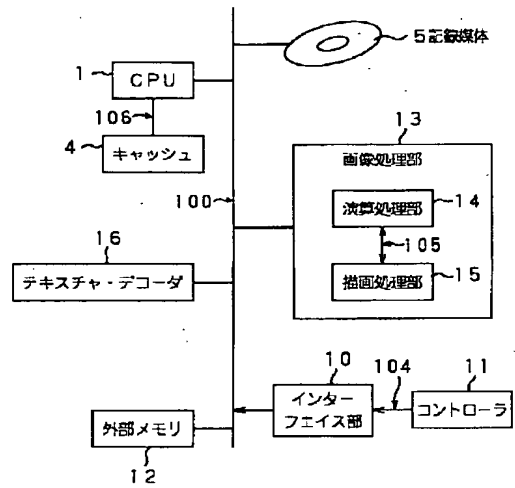 5記録媒体
1
CPU
106
4
キャッシュ
13
画像処理部
100
演算処理部
14
105
16
テキスチャ・デコーダ
描画処理部
15
10
104
11
インター
フェイス部
コントローラ
外部メモリ
12